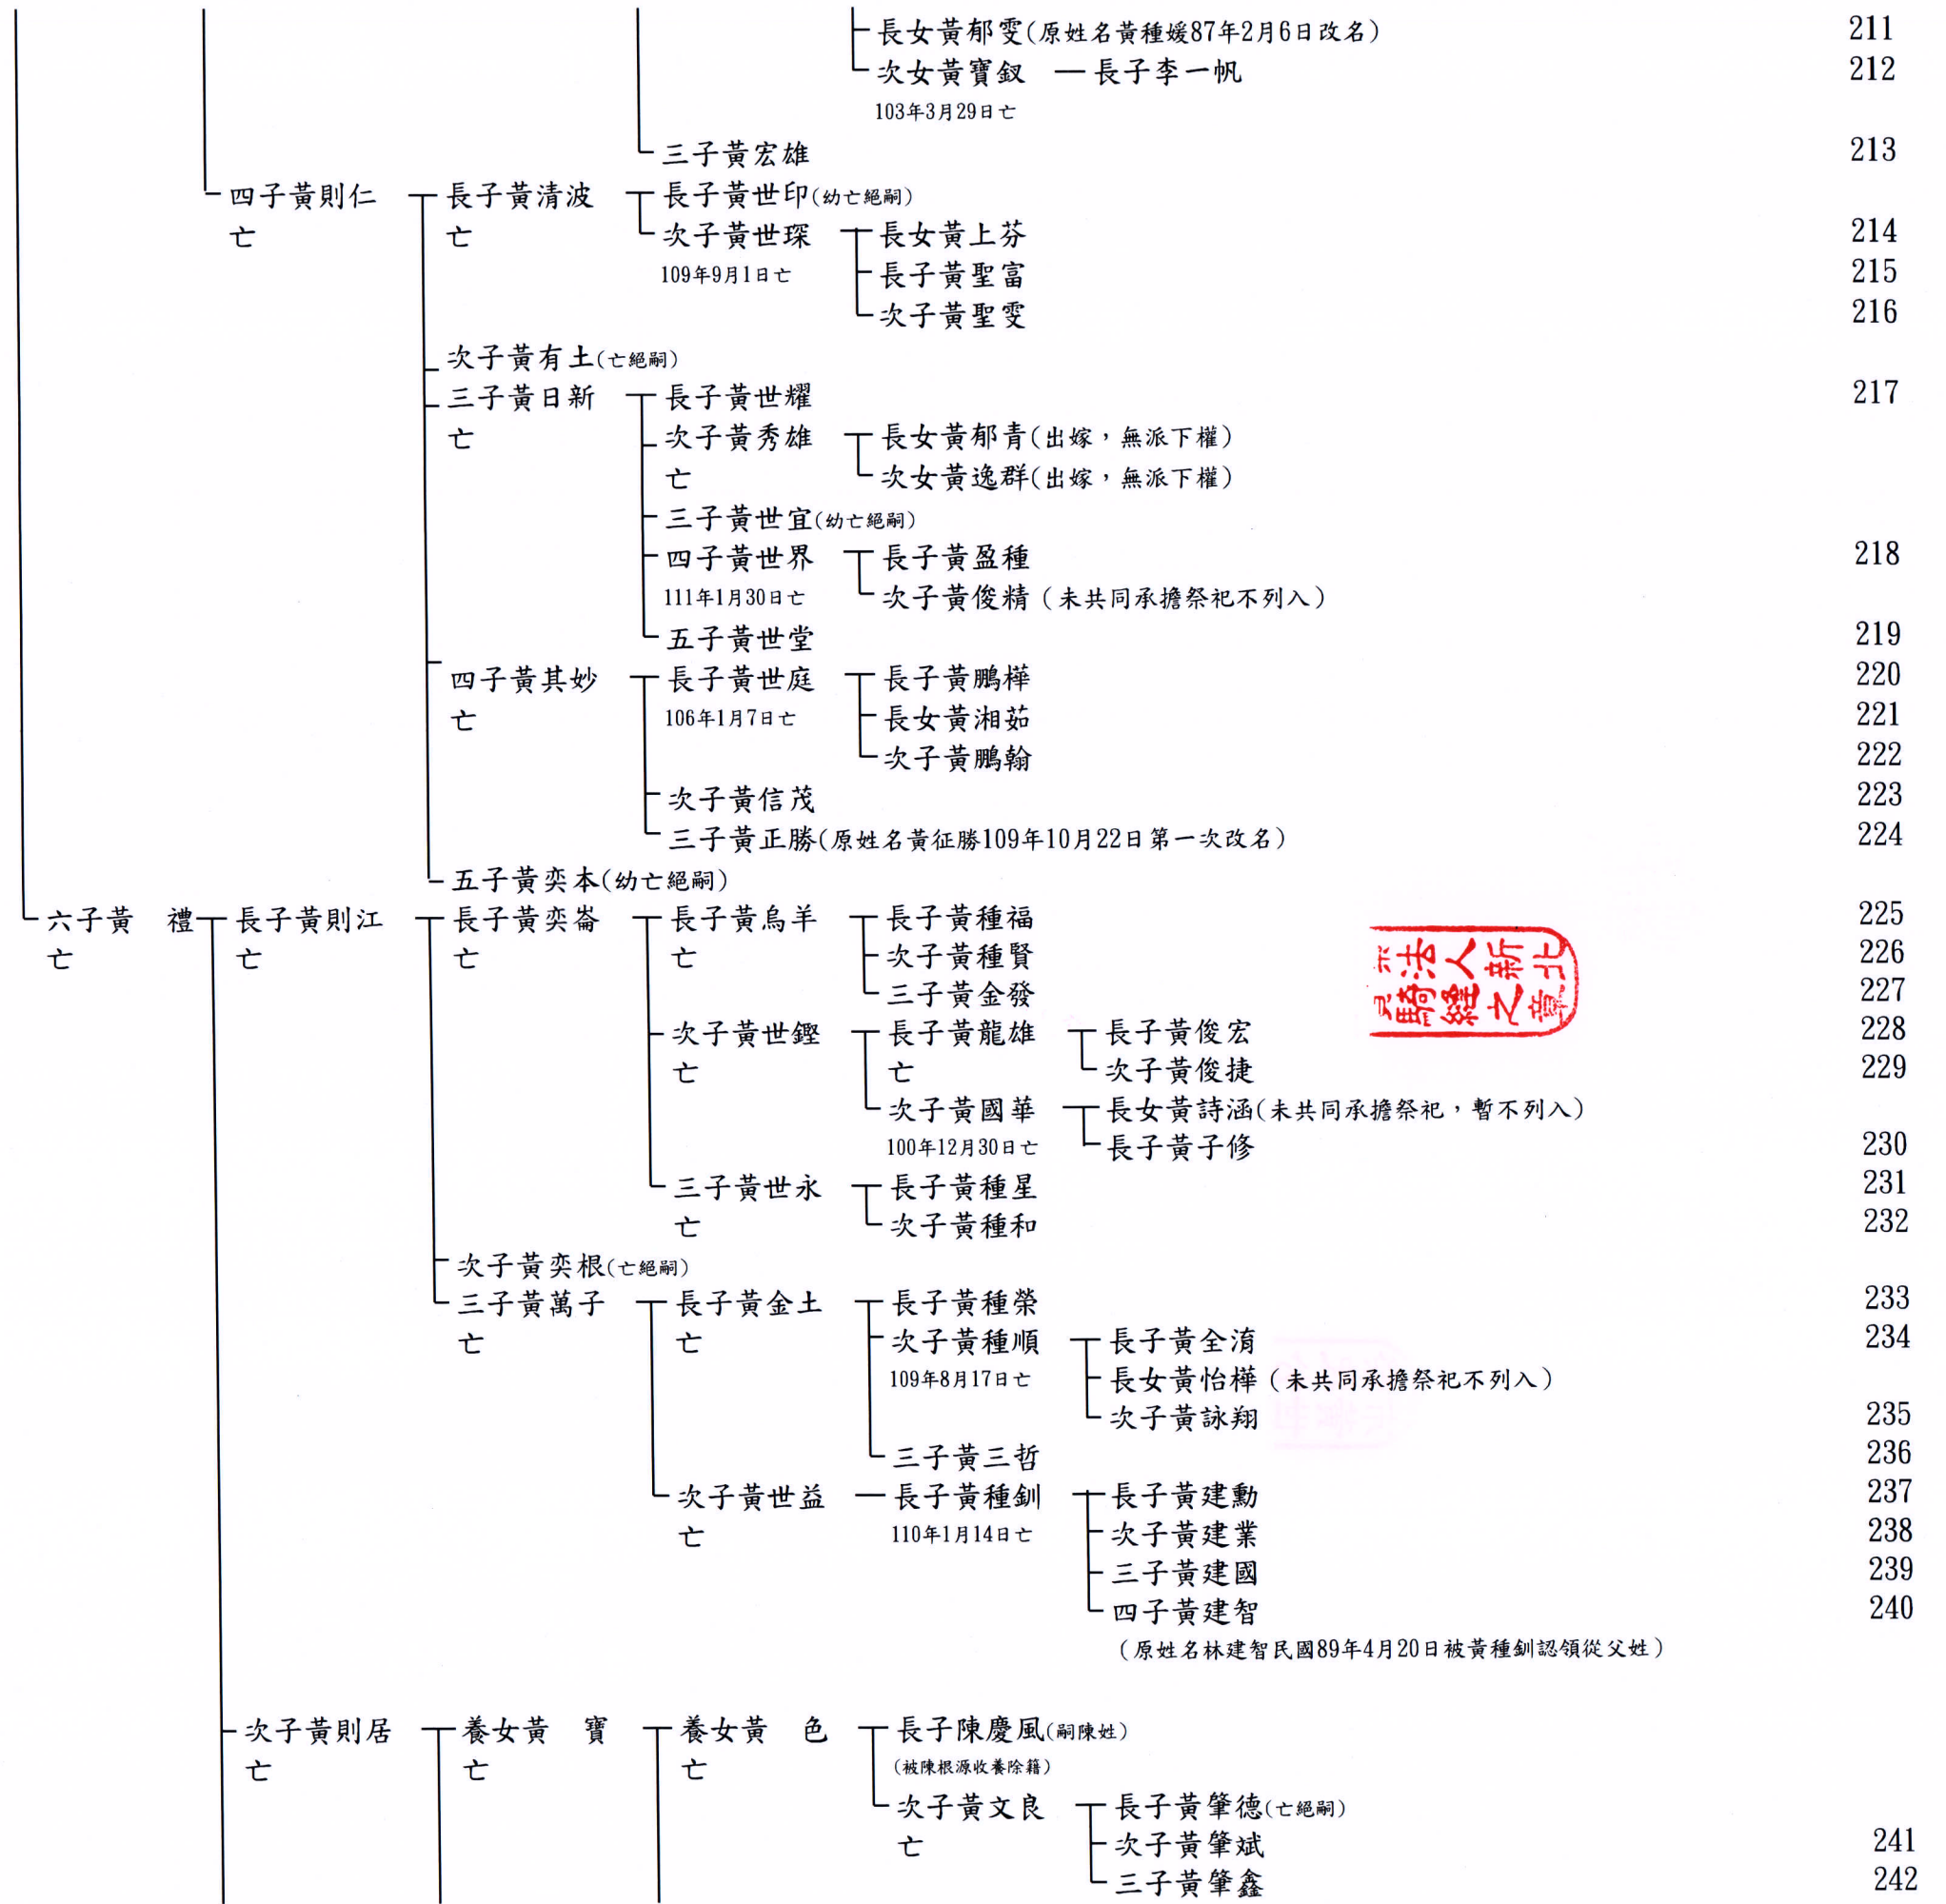 長女黃郁雯(原姓名黃種媛87年2月6日改名) 211
次女黃寶釵 長子李一帆 212
103年3月29日亡
三子黃宏雄 213
四子黃則仁 長子黃清波 長子黃世印(幼亡絕嗣)
亡 亡 次子黃世琛 長女黃上芬 214
109年9月1日亡 長子黃聖富 215
次子黃聖雯 216
次子黃有土(亡絕嗣)
三子黃日新 長子黃世耀 217
亡 次子黃秀雄 長女黃郁青(出嫁，無派下權)
亡 次女黃逸群(出嫁，無派下權)
三子黃世宜(幼亡絕嗣)
四子黃世界 長子黃盈種 218
111年1月30日亡 次子黃俊精（未共同承擔祭祀不列入）
五子黃世堂 219
四子黃其妙 長子黃世庭 長子黃鵬樺 220
亡 106年1月7日亡 長女黃湘茹 221
次子黃鵬翰 222
次子黃信茂 223
三子黃正勝(原姓名黃征勝109年10月22日第一次改名) 224
五子黃奕本(幼亡絕嗣)
六子黃　禮 長子黃則江 長子黃奕崙 長子黃烏羊 長子黃種福 225
亡 亡 亡 亡 次子黃種賢 226
三子黃金發 227
次子黃世鏗 長子黃龍雄 長子黃俊宏 228
亡 亡 次子黃俊捷 229
次子黃國華 長女黃詩涵(未共同承擔祭祀，暫不列入)
100年12月30日亡 長子黃子修 230
三子黃世永 長子黃種星 231
亡 次子黃種和 232
次子黃奕根(亡絕嗣)
三子黃萬子 長子黃金土 長子黃種榮 233
亡 亡 次子黃種順 長子黃全淯 234
109年8月17日亡 長女黃怡樺（未共同承擔祭祀不列入）
次子黃詠翔 235
三子黃三哲 236
次子黃世益 長子黃種釧 長子黃建勳 237
亡 110年1月14日亡 次子黃建業 238
三子黃建國 239
四子黃建智 240
（原姓名林建智民國89年4月20日被黃種釧認領從父姓）
次子黃則居 養女黃　寶 養女黃　色 長子陳慶風(嗣陳姓)
亡 亡 亡 (被陳根源收養除籍)
次子黃文良 長子黃肇德(亡絕嗣)
亡 次子黃肇斌 241
三子黃肇鑫 242
法人新北
騎縫之章